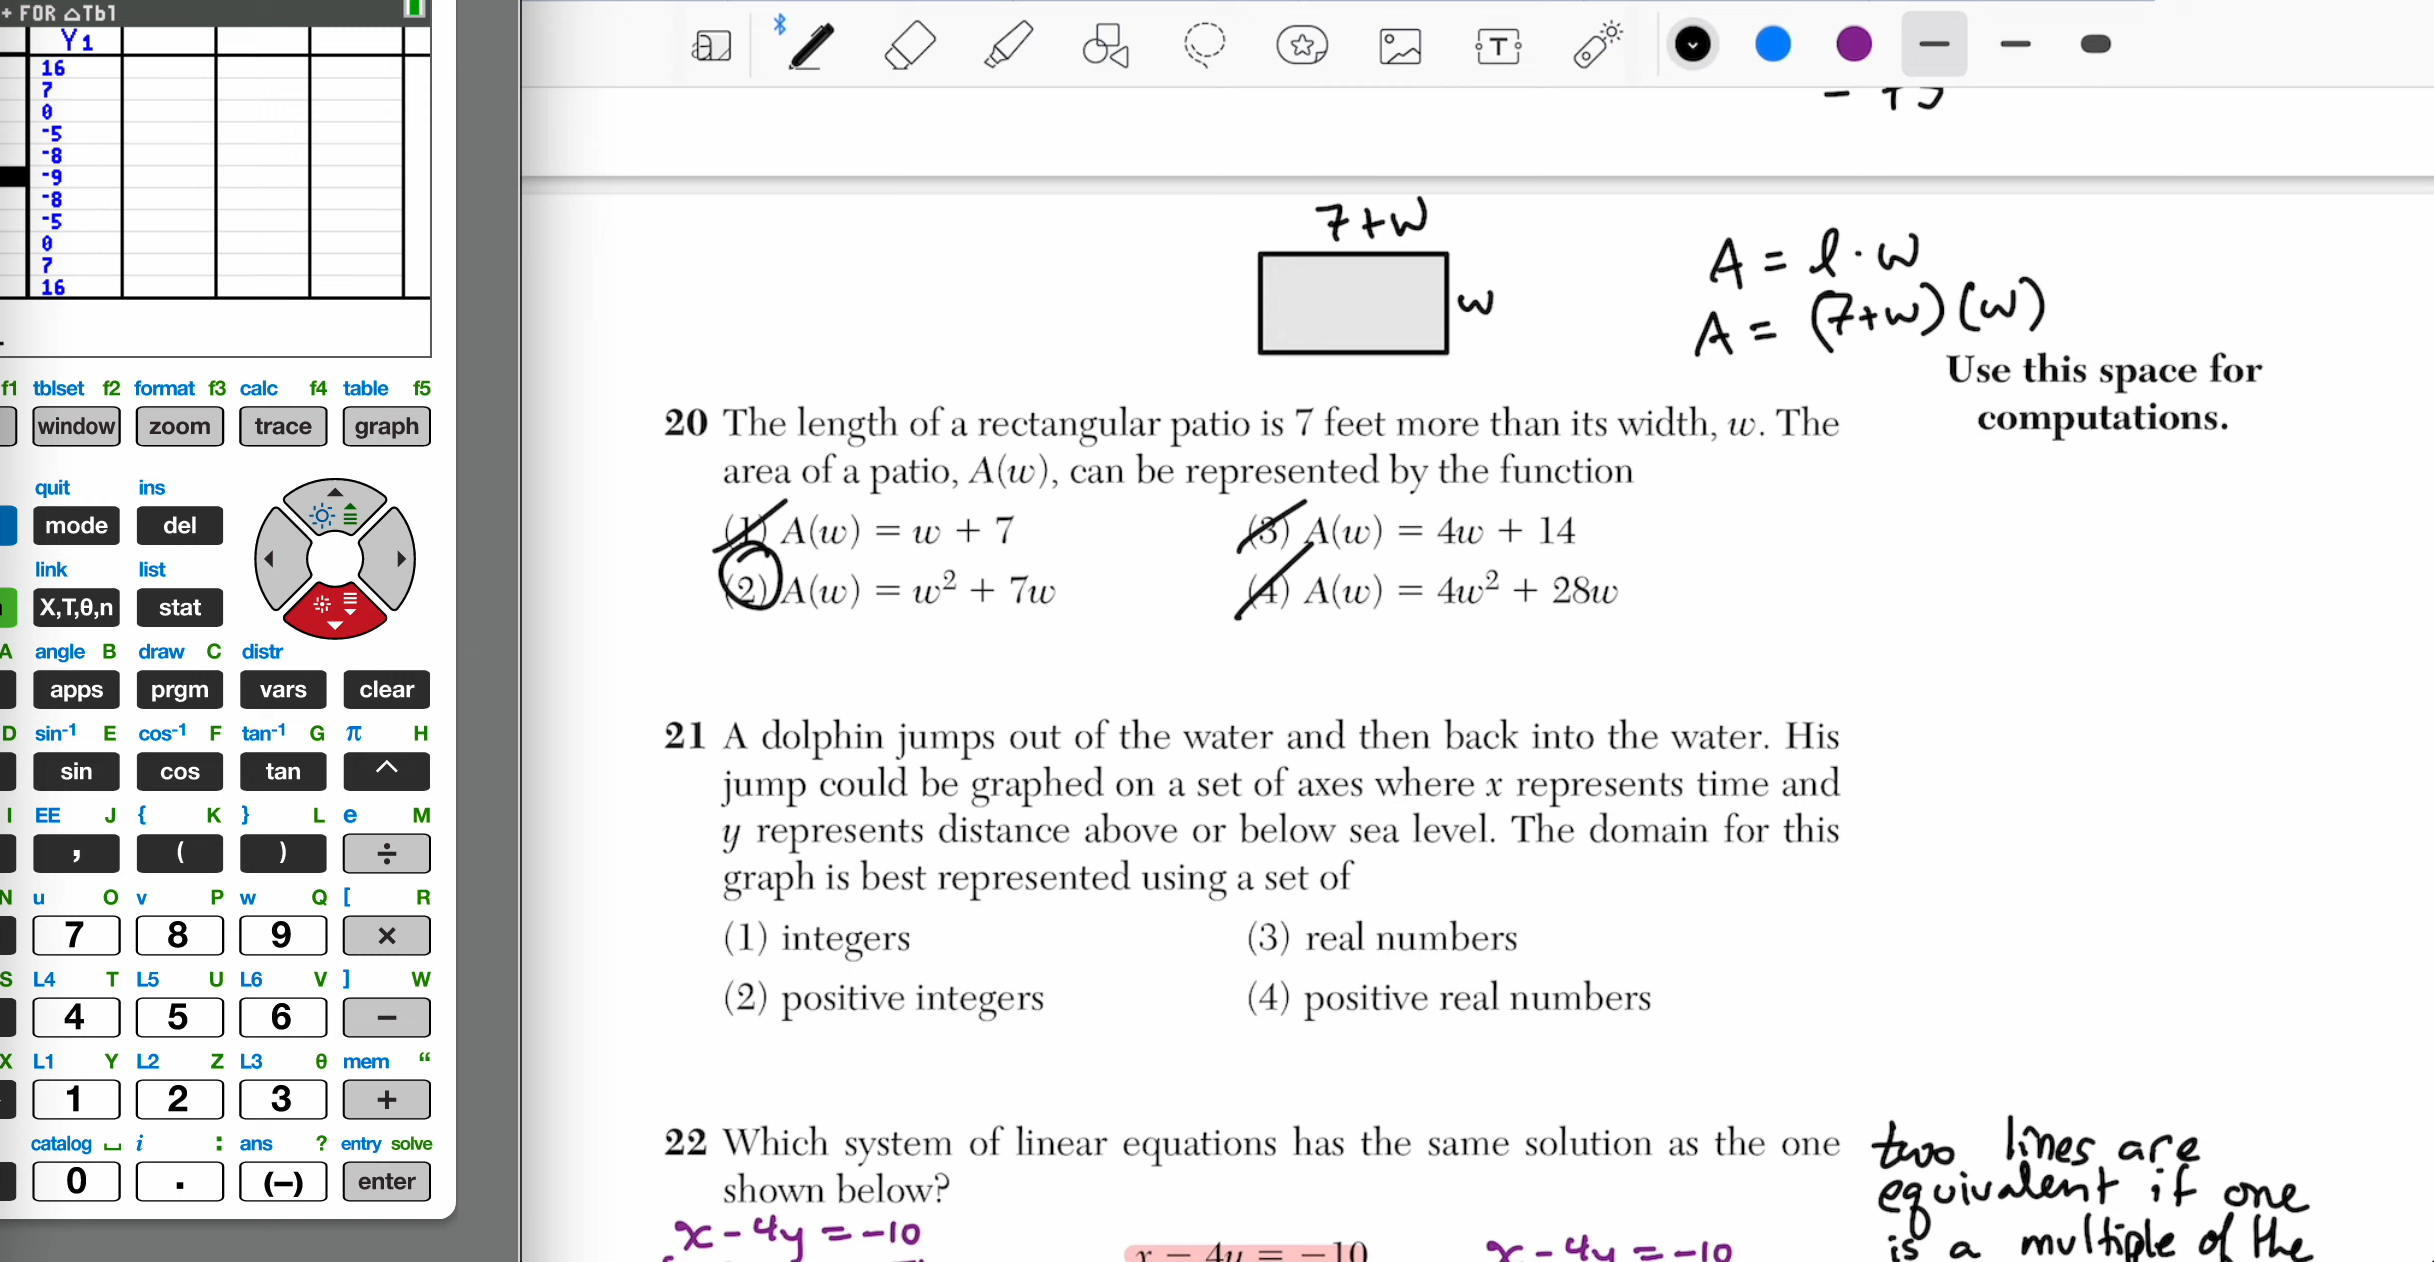 + FOR △Tbl
Y1
16
7
0
-5
-8
-9
-8
-5
0
7
16
f1 tblset f2 format f3 calc f4 table f5
window zoom trace graph
quit ins
mode del
link list
X,T,θ,n stat
A angle B draw C distr
apps prgm vars clear
D sin-1 E cos-1 F tan-1 G π H
sin cos tan ^
I EE J { K } L e M
, ( ) ÷
N u O v P w Q [ R
7 8 9 ×
S L4 T L5 U L6 V ] W
4 5 6 −
X L1 Y L2 Z L3 θ mem “
1 2 3 +
catalog ⎵ i : ans ? entry solve
0 . (−) enter
T
7+w
w
A = l · w
A = (7+w)(w)
Use this space for
computations.
20 The length of a rectangular patio is 7 feet more than its width, w. The
area of a patio, A(w), can be represented by the function
(1) A(w) = w + 7 (3) A(w) = 4w + 14
(2) A(w) = w² + 7w (4) A(w) = 4w² + 28w
21 A dolphin jumps out of the water and then back into the water. His
jump could be graphed on a set of axes where x represents time and
y represents distance above or below sea level. The domain for this
graph is best represented using a set of
(1) integers (3) real numbers
(2) positive integers (4) positive real numbers
22 Which system of linear equations has the same solution as the one
shown below?
two lines are
equivalent if one
is a multiple of the
x − 4y = −10 x − 4y = −10 x − 4y = −10